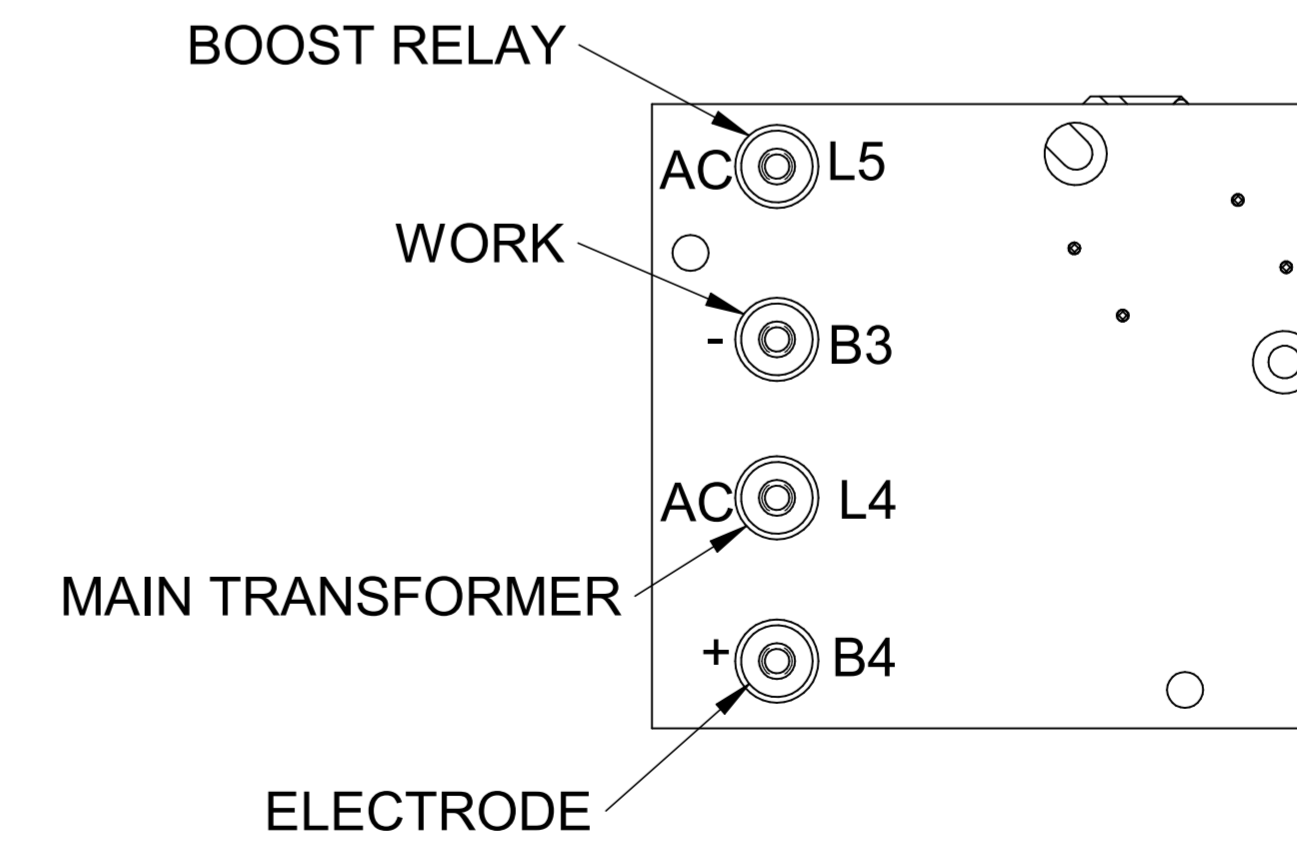 BOOST RELAY
AC L5
WORK
- B3
AC L4
MAIN TRANSFORMER
+ B4
ELECTRODE